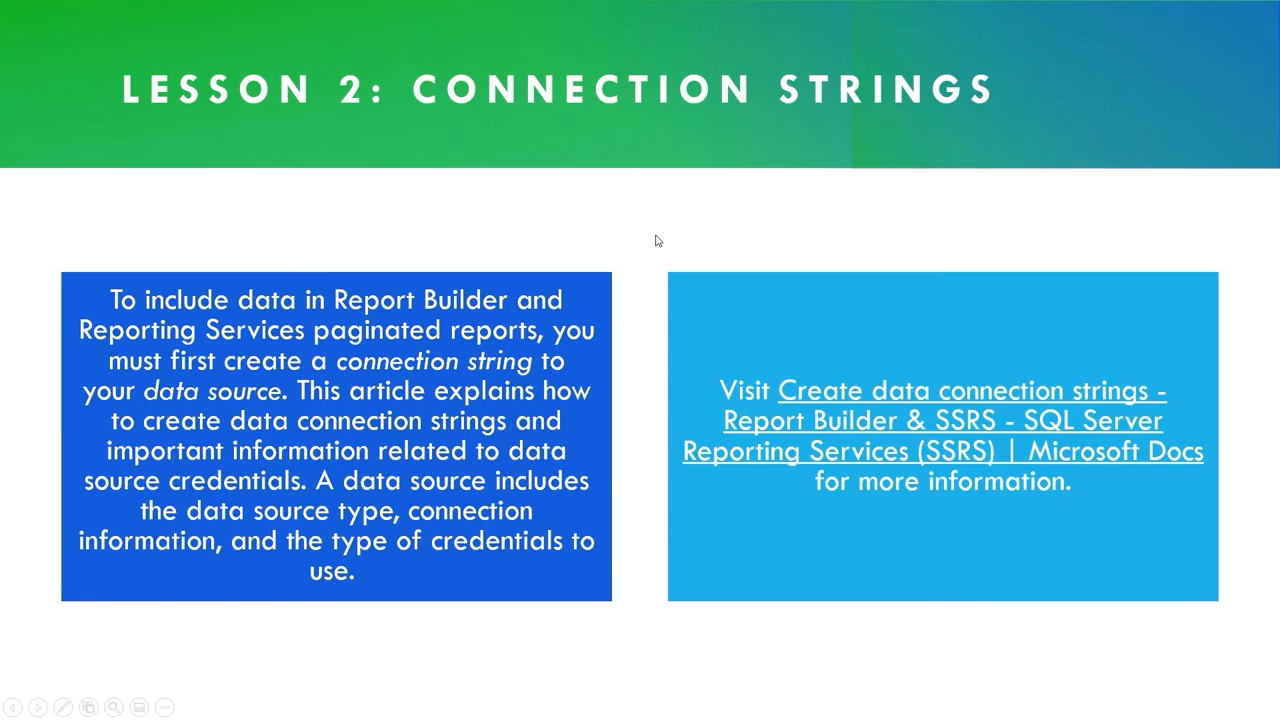 LESSON 2: CONNECTION STRINGS
To include data in Report Builder and
Reporting Services paginated reports, you
must first create a connection string to
your data source. This article explains how
to create data connection strings and
important information related to data
source credentials. A data source includes
the data source type, connection
information, and the type of credentials to
use.
Visit Create data connection strings -
Report Builder & SSRS - SQL Server
Reporting Services (SSRS) | Microsoft Docs
for more information.